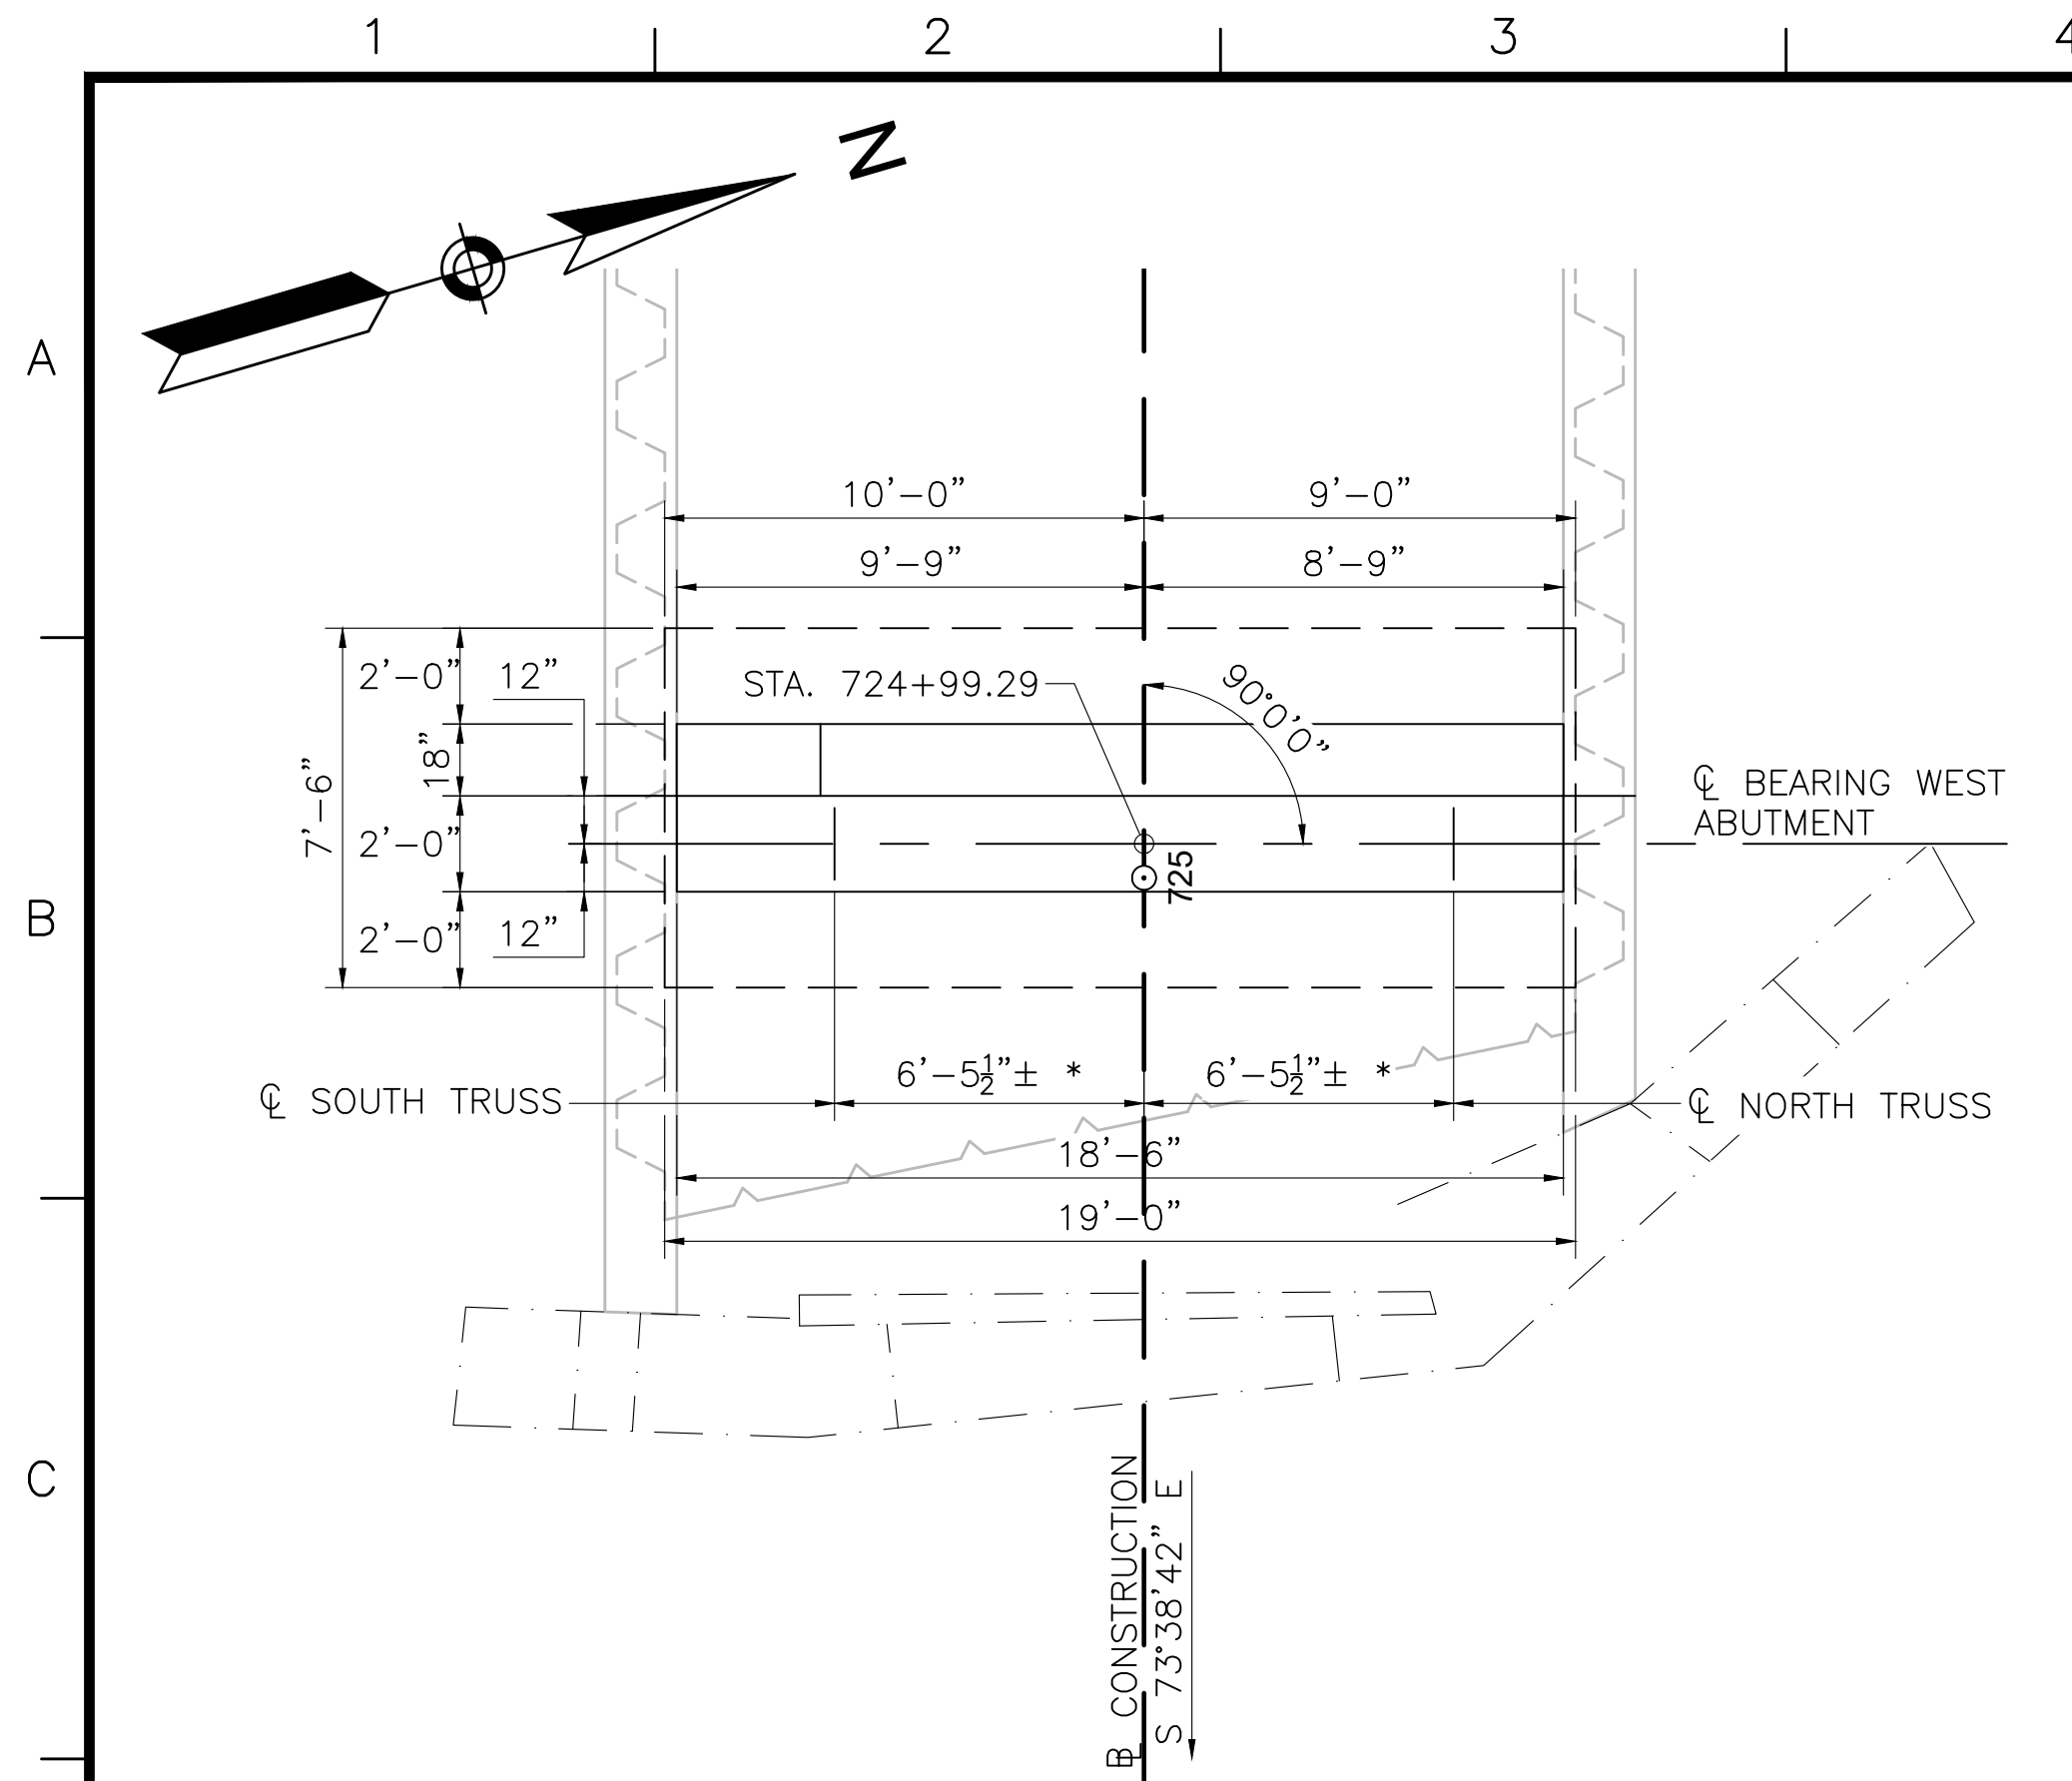 1 2 3 4
N
A
10'-0" 9'-0"
9'-9" 8'-9"
2'-0" 12" STA. 724+99.29 90°0'0"
18"
7'-6"
℄ BEARING WEST
ABUTMENT
2'-0"
725
B
2'-0" 12"
6'-5½"± * 6'-5½"± *
℄ SOUTH TRUSS ℄ NORTH TRUSS
18'-6"
19'-0"
C
BL CONSTRUCTION
S 73°38'42" E